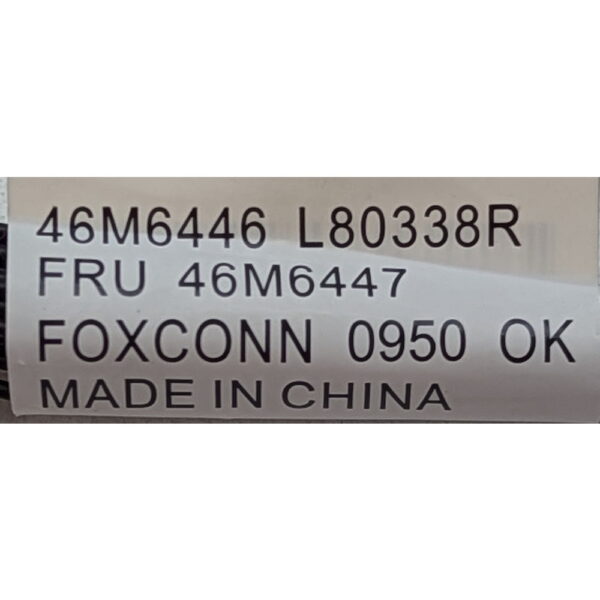 46M6446 L80338R
FRU 46M6447
FOXCONN 0950 OK
MADE IN CHINA